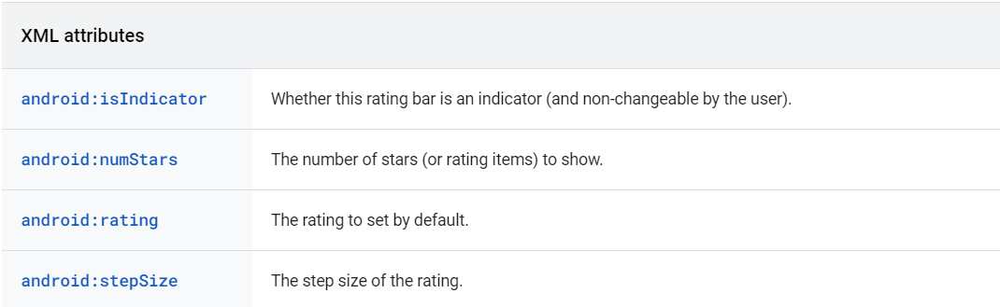 XML attributes
android:isIndicator Whether this rating bar is an indicator (and non-changeable by the user).
android:numStars The number of stars (or rating items) to show.
android:rating The rating to set by default.
android:stepSize The step size of the rating.